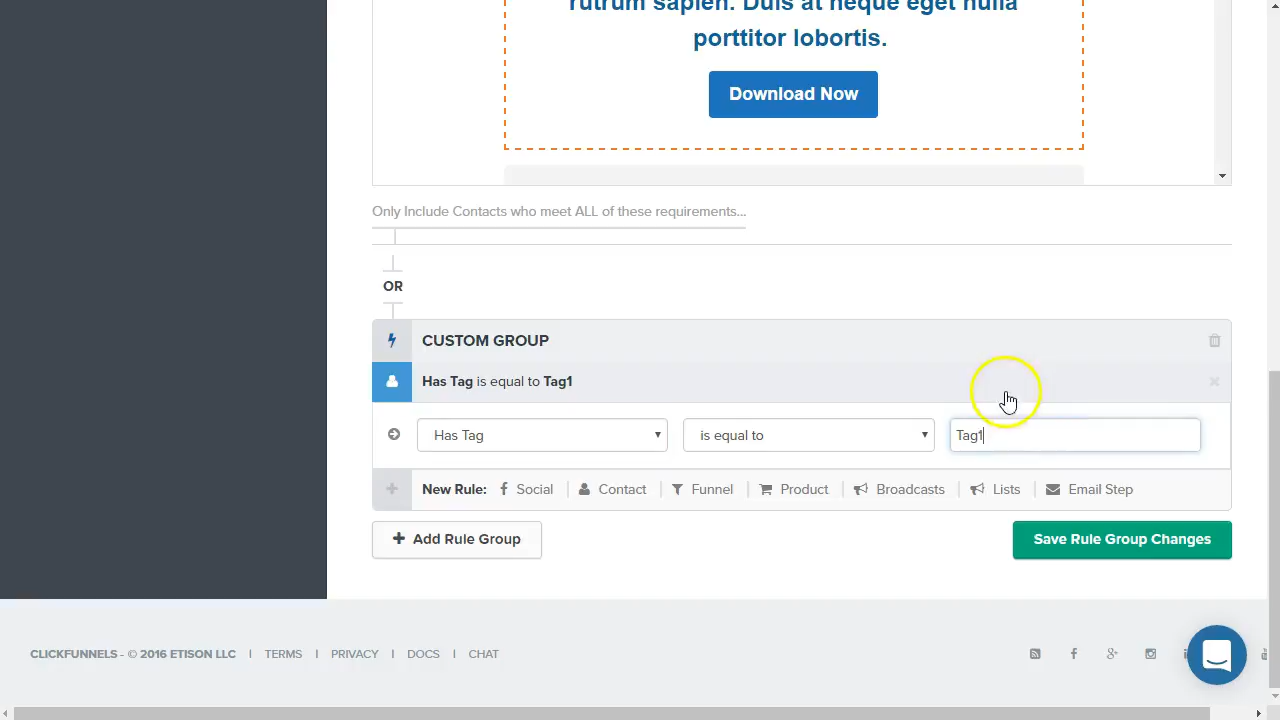 rutrum sapien. Duis at neque eget nulla
porttitor lobortis.
Download Now
Only Include Contacts who meet ALL of these requirements...
OR
CUSTOM GROUP
Has Tag is equal to Tag1
Has Tag is equal to Tag1
New Rule: Social Contact Funnel Product Broadcasts Lists Email Step
+ Add Rule Group Save Rule Group Changes
CLICKFUNNELS - © 2016 ETISON LLC | TERMS | PRIVACY | DOCS | CHAT